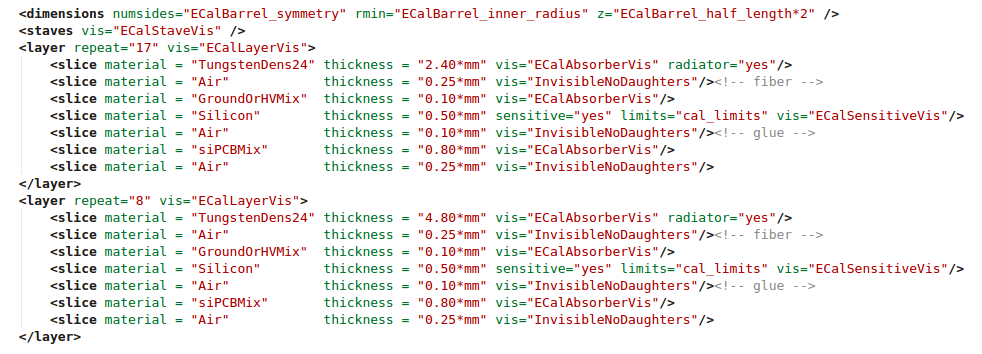 <dimensions numsides="ECalBarrel_symmetry" rmin="ECalBarrel_inner_radius" z="ECalBarrel_half_length*2" />
<staves vis="ECalStaveVis" />
<layer repeat="17" vis="ECalLayerVis">
    <slice material = "TungstenDens24" thickness = "2.40*mm" vis="ECalAbsorberVis" radiator="yes"/>
    <slice material = "Air"            thickness = "0.25*mm" vis="InvisibleNoDaughters"/><!-- fiber -->
    <slice material = "GroundOrHVMix"  thickness = "0.10*mm" vis="ECalAbsorberVis"/>
    <slice material = "Silicon"        thickness = "0.50*mm" sensitive="yes" limits="cal_limits" vis="ECalSensitiveVis"/>
    <slice material = "Air"            thickness = "0.10*mm" vis="InvisibleNoDaughters"/><!-- glue -->
    <slice material = "siPCBMix"       thickness = "0.80*mm" vis="ECalAbsorberVis"/>
    <slice material = "Air"            thickness = "0.25*mm" vis="InvisibleNoDaughters"/>
</layer>
<layer repeat="8" vis="ECalLayerVis">
    <slice material = "TungstenDens24" thickness = "4.80*mm" vis="ECalAbsorberVis" radiator="yes"/>
    <slice material = "Air"            thickness = "0.25*mm" vis="InvisibleNoDaughters"/><!-- fiber -->
    <slice material = "GroundOrHVMix"  thickness = "0.10*mm" vis="ECalAbsorberVis"/>
    <slice material = "Silicon"        thickness = "0.50*mm" sensitive="yes" limits="cal_limits" vis="ECalSensitiveVis"/>
    <slice material = "Air"            thickness = "0.10*mm" vis="InvisibleNoDaughters"/><!-- glue -->
    <slice material = "siPCBMix"       thickness = "0.80*mm" vis="ECalAbsorberVis"/>
    <slice material = "Air"            thickness = "0.25*mm" vis="InvisibleNoDaughters"/>
</layer>